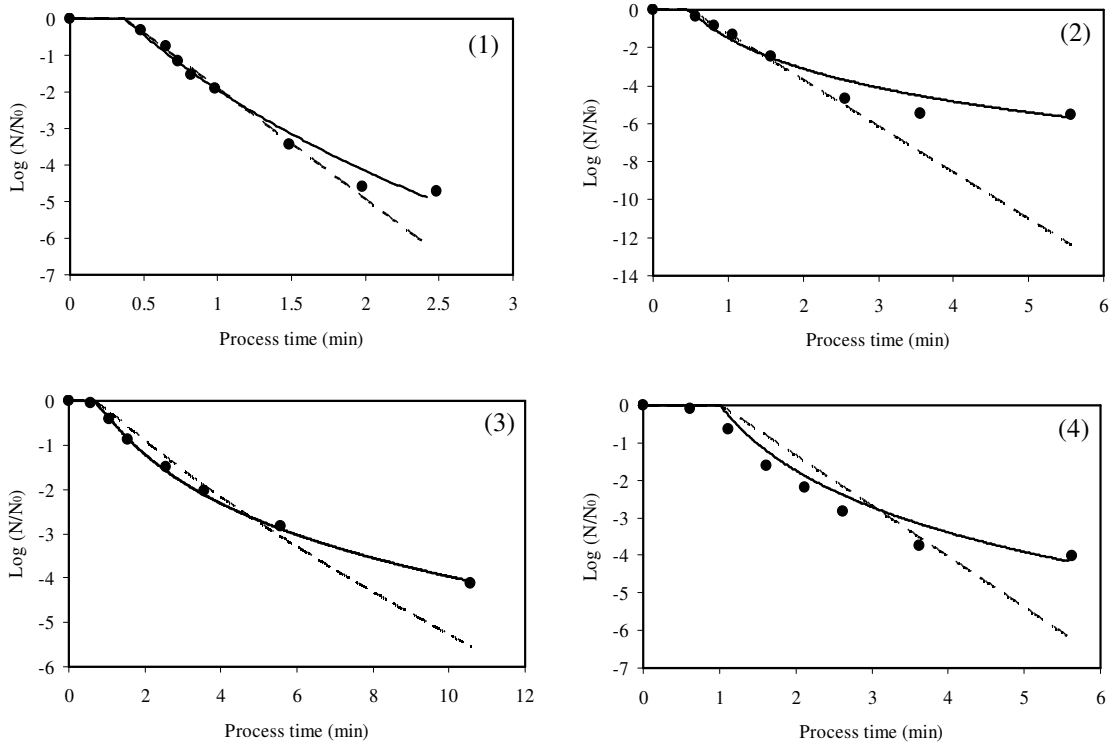 (1)
Log (N/N0)
0
-1
-2
-3
-4
-5
-6
-7
0 0.5 1 1.5 2 2.5 3
Process time (min)
(2)
Log (N/N0)
0
-2
-4
-6
-8
-10
-12
-14
0 1 2 3 4 5 6
Process time (min)
(3)
Log (N/N0)
0
-1
-2
-3
-4
-5
-6
0 2 4 6 8 10 12
Process time (min)
(4)
Log (N/N0)
0
-1
-2
-3
-4
-5
-6
-7
0 1 2 3 4 5 6
Process time (min)